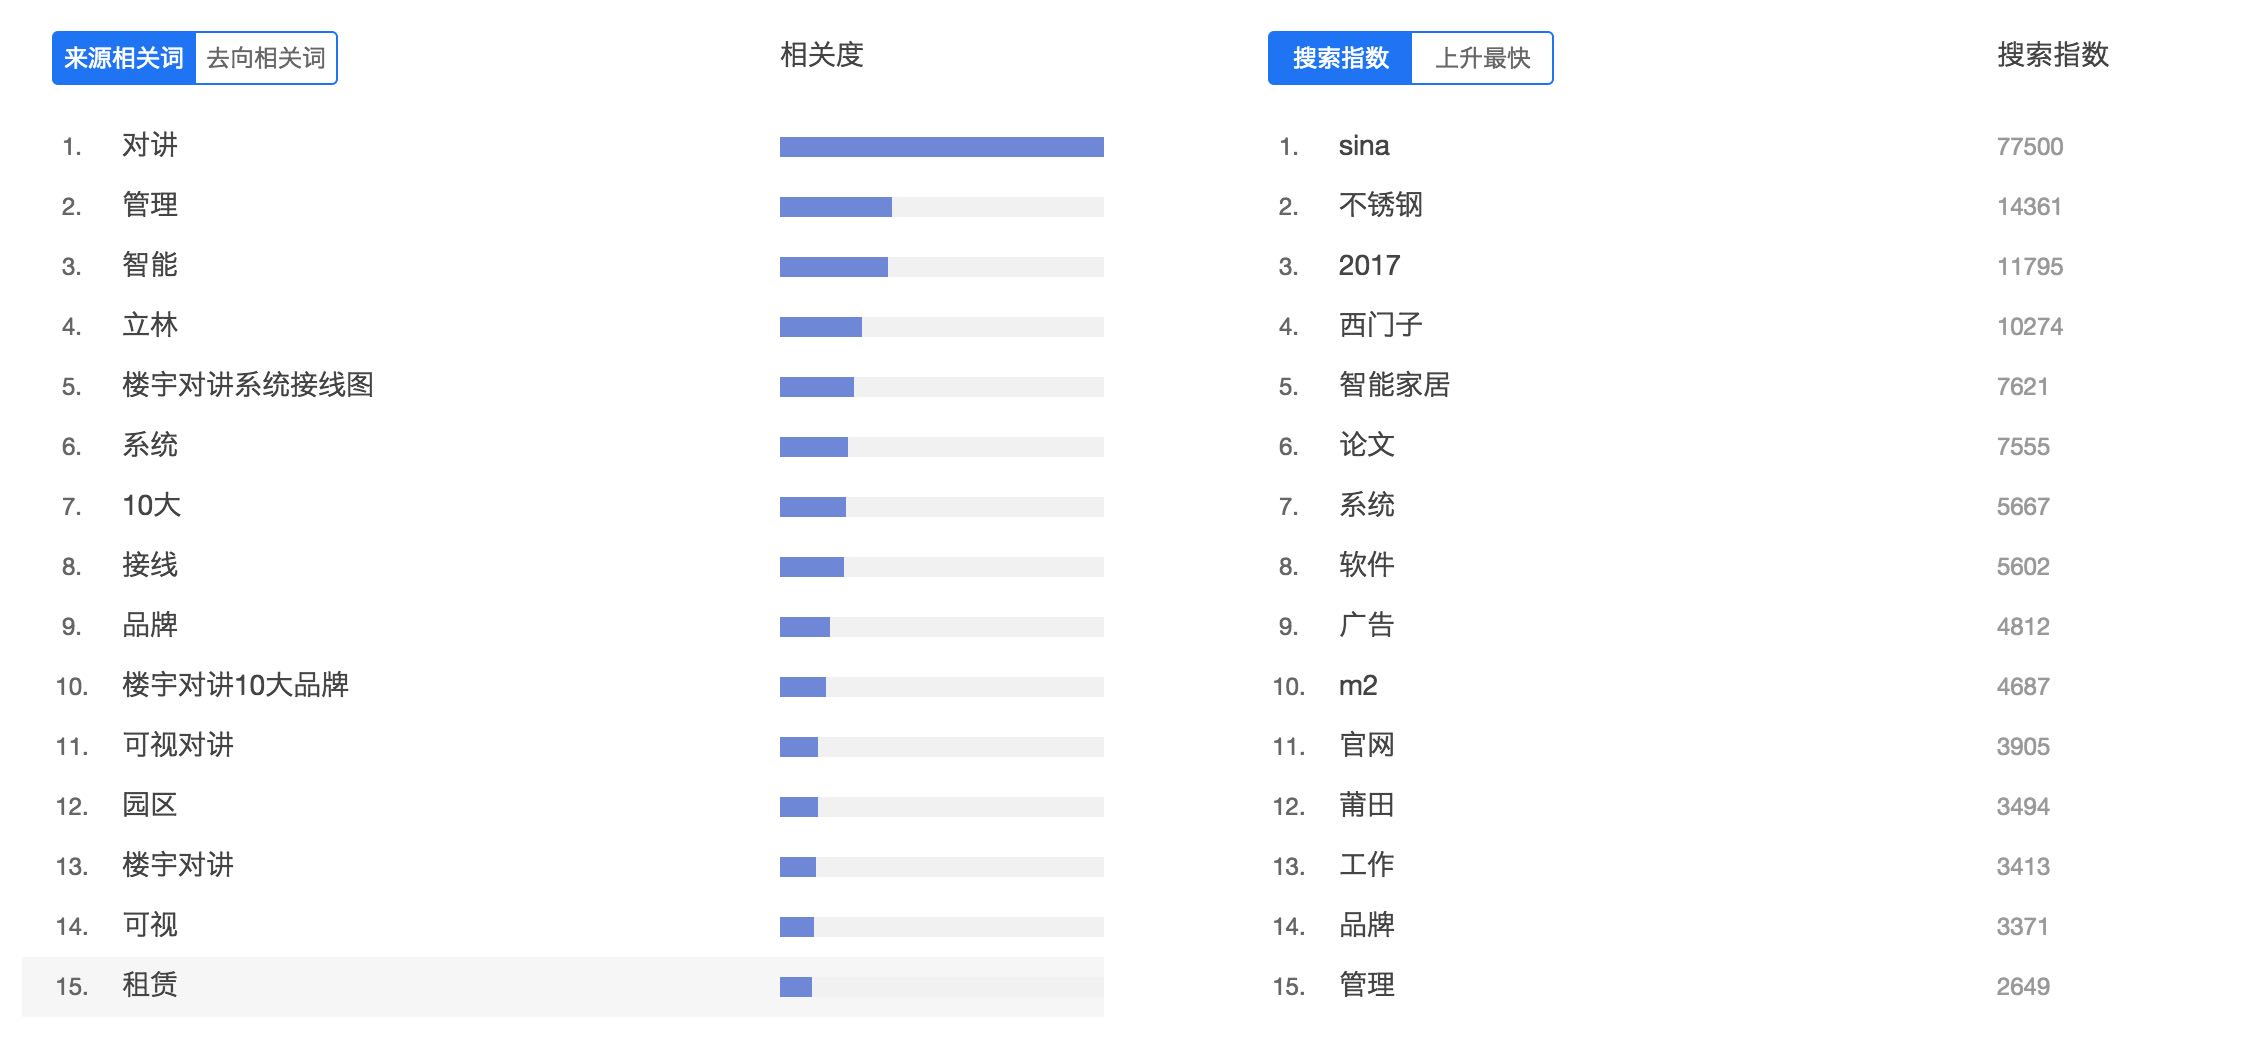 来源相关词 去向相关词 相关度
1. 对讲
2. 管理
3. 智能
4. 立林
5. 楼宇对讲系统接线图
6. 系统
7. 10大
8. 接线
9. 品牌
10. 楼宇对讲10大品牌
11. 可视对讲
12. 园区
13. 楼宇对讲
14. 可视
15. 租赁
搜索指数 上升最快 搜索指数
1. sina 77500
2. 不锈钢 14361
3. 2017 11795
4. 西门子 10274
5. 智能家居 7621
6. 论文 7555
7. 系统 5667
8. 软件 5602
9. 广告 4812
10. m2 4687
11. 官网 3905
12. 莆田 3494
13. 工作 3413
14. 品牌 3371
15. 管理 2649